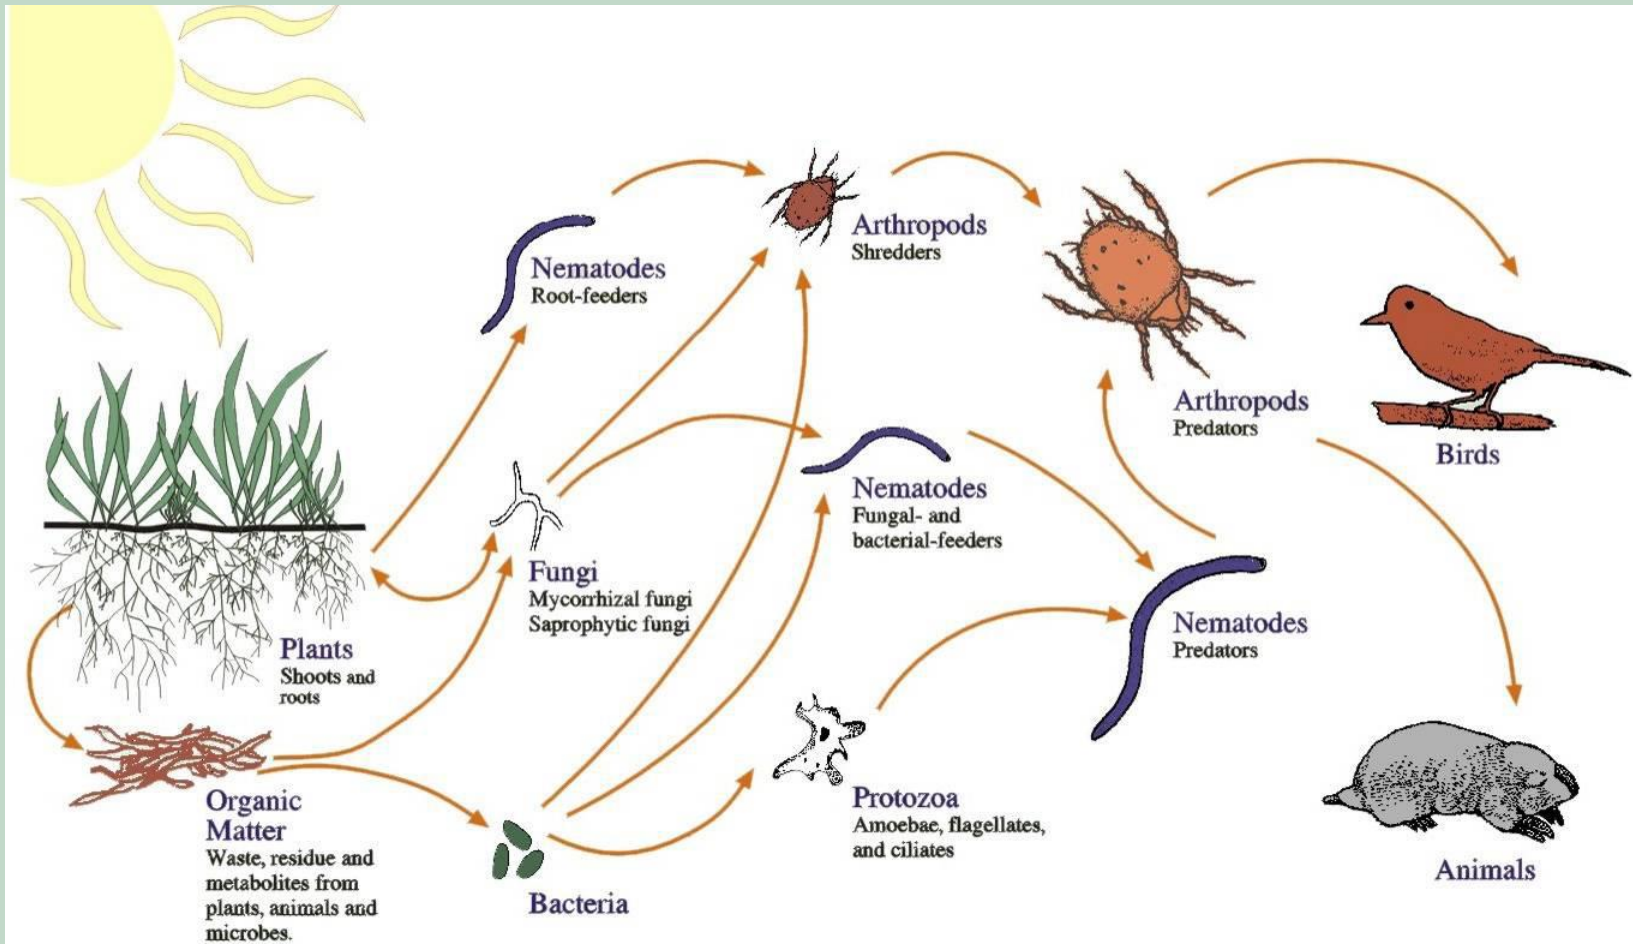 Nematodes
Root-feeders
Arthropods
Shredders
Arthropods
Predators
Birds
Nematodes
Fungal- and
bacterial-feeders
Fungi
Mycorrhizal fungi
Saprophytic fungi
Nematodes
Predators
Plants
Shoots and
roots
Organic
Matter
Waste, residue and
metabolites from
plants, animals and
microbes.
Bacteria
Protozoa
Amoebae, flagellates,
and ciliates
Animals